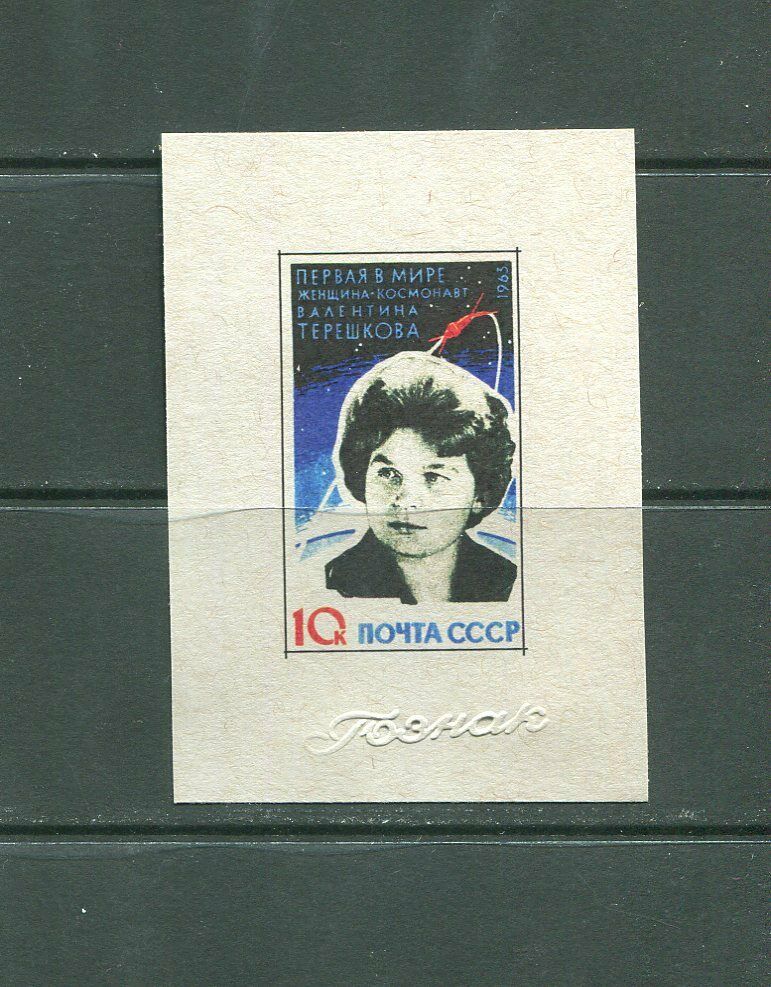 ПЕРВАЯ В МИРЕ
ЖЕНЩИНА-КОСМОНАВТ
ВАЛЕНТИНА
ТЕРЕШКОВА
1963
10К ПОЧТА СССР
Гознак